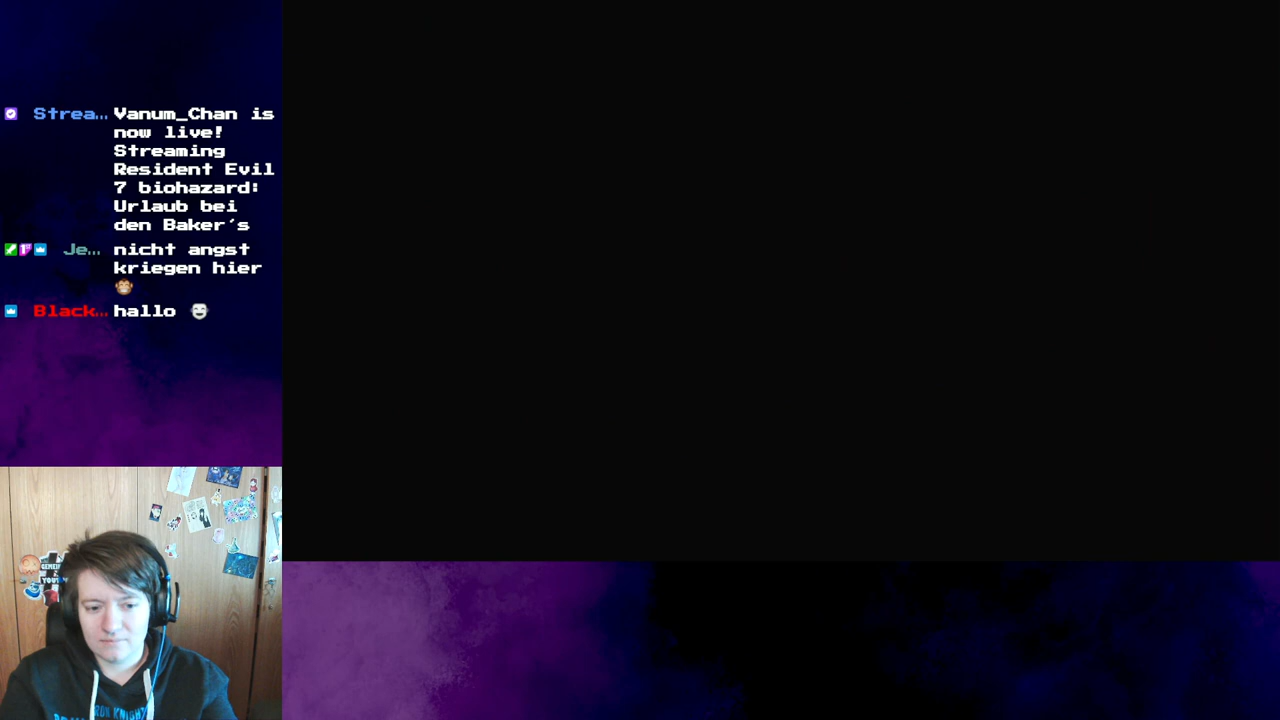 Strea... Vanum_Chan is
now live!
Streaming
Resident Evil
7 biohazard:
Urlaub bei
den Baker´s
Je... nicht angst
kriegen hier
Black... hallo